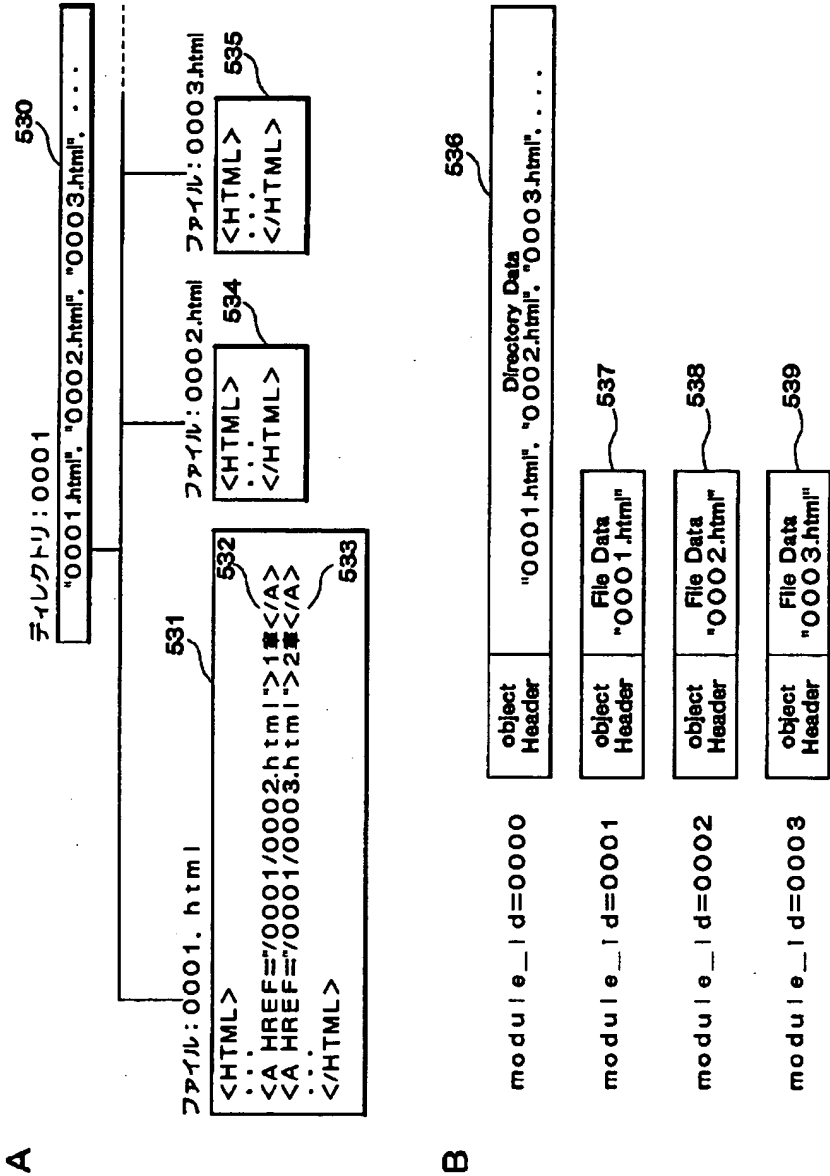 A
ディレクトリ:0001
530
"0001.html", "0002.html", "0003.html", ...
ファイル:0001.html
531
<HTML>
...
<A HREF="/0001/0002.html">1章</A>
532
<A HREF="/0001/0003.html">2章</A>
533
...
</HTML>
ファイル:0002.html
534
<HTML>
...
</HTML>
ファイル:0003.html
535
<HTML>
...
</HTML>
B
536
module_id=0000
object
Header
Directory Data
"0001.html", "0002.html", "0003.html", ...
module_id=0001
object
Header
File Data
"0001.html"
537
module_id=0002
object
Header
File Data
"0002.html"
538
module_id=0003
object
Header
File Data
"0003.html"
539